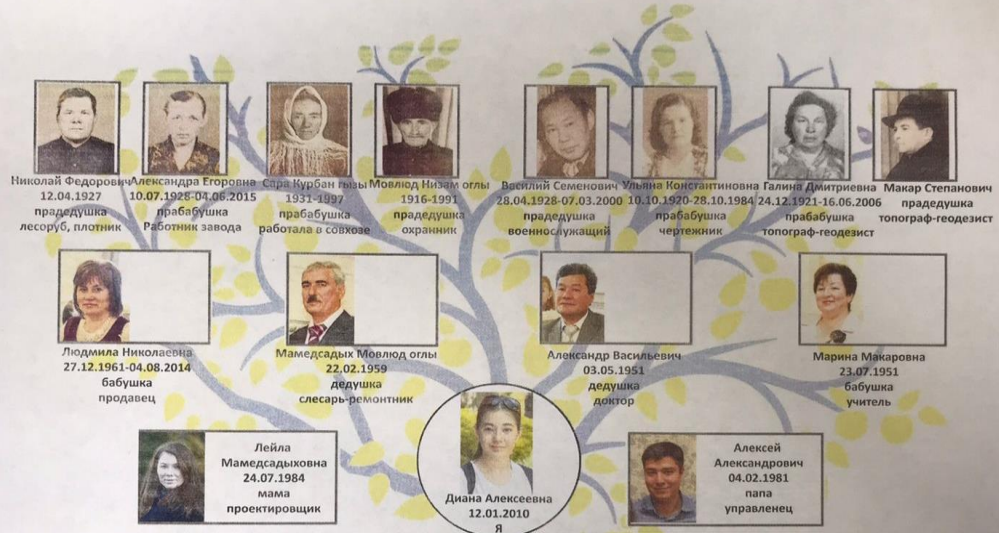 Николай Федорович
12.04.1927
прадедушка
лесоруб, плотник
Александра Егоровна
10.07.1928-04.06.2015
прабабушка
Работник завода
Сара Курбан гызы
1931-1997
прабабушка
работала в совхозе
Мовлюд Низам оглы
1916-1991
прадедушка
охранник
Василий Семенович
28.04.1928-07.03.2000
прадедушка
военнослужащий
Ульяна Константиновна
10.10.1920-28.10.1984
прабабушка
чертежник
Галина Дмитриевна
24.12.1921-16.06.2006
прабабушка
топограф-геодезист
Макар Степанович
прадедушка
топограф-геодезист
Людмила Николаевна
27.12.1961-04.08.2014
бабушка
продавец
Мамедсадых Мовлюд оглы
22.02.1959
дедушка
слесарь-ремонтник
Александр Васильевич
03.05.1951
дедушка
доктор
Марина Макаровна
23.07.1951
бабушка
учитель
Лейла
Мамедсадыховна
24.07.1984
мама
проектировщик
Диана Алексеевна
12.01.2010
Я
Алексей
Александрович
04.02.1981
папа
управленец